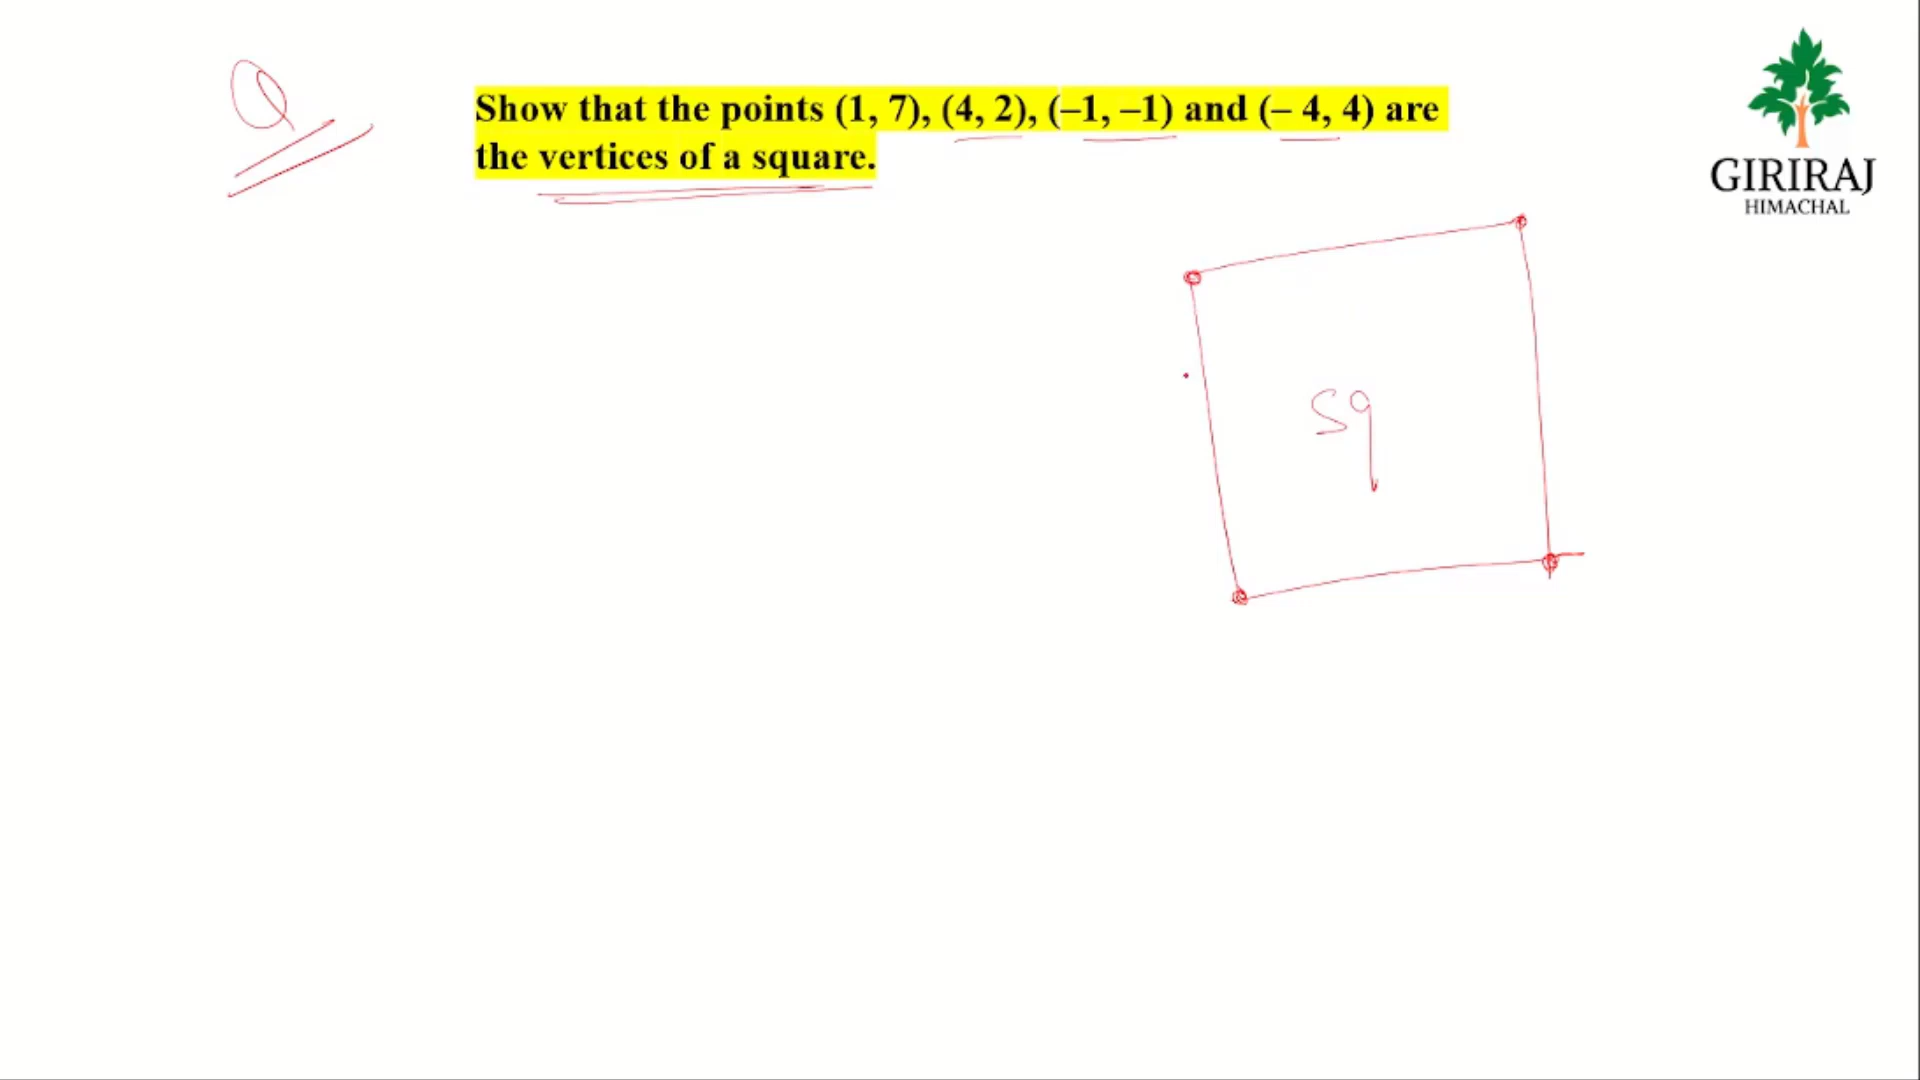 Q
Show that the points (1, 7), (4, 2), (–1, –1) and (– 4, 4) are
the vertices of a square.
GIRIRAJ
HIMACHAL
sq